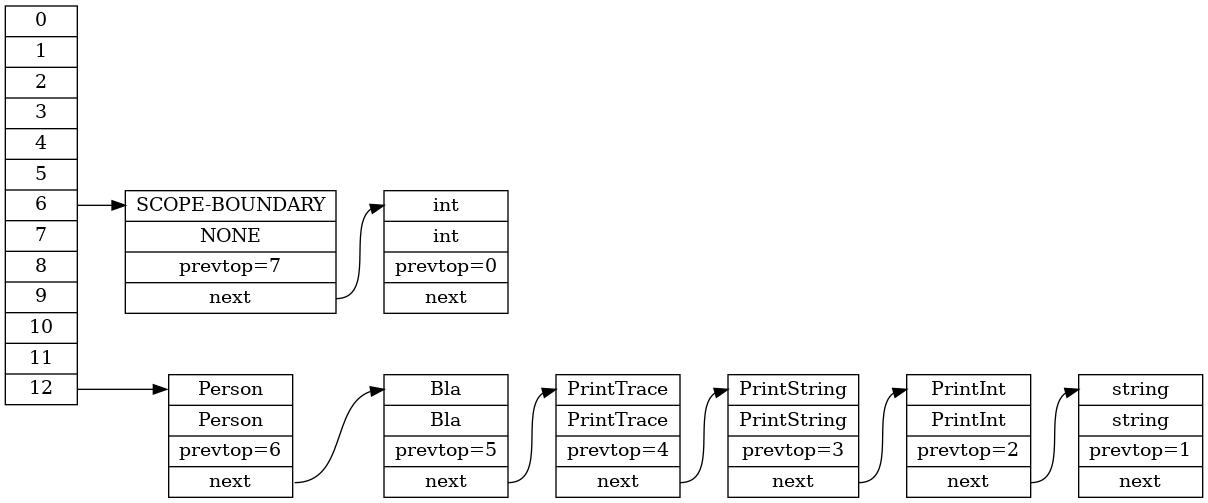 0
1
2
3
4
5
6
7
8
9
10
11
12
SCOPE-BOUNDARY
NONE
prevtop=7
next
int
int
prevtop=0
next
Person
Person
prevtop=6
next
Bla
Bla
prevtop=5
next
PrintTrace
PrintTrace
prevtop=4
next
PrintString
PrintString
prevtop=3
next
PrintInt
PrintInt
prevtop=2
next
string
string
prevtop=1
next